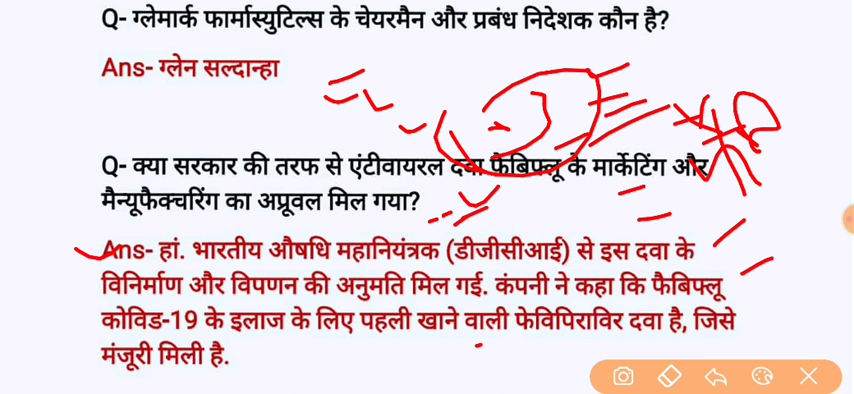 Q- ग्लेमार्क फार्मास्युटिल्स के चेयरमैन और प्रबंध निदेशक कौन है?
Ans- ग्लेन सल्दान्हा
Q- क्या सरकार की तरफ से एंटीवायरल दवा फैबिफ्लू के मार्केटिंग और
मैन्यूफैक्चरिंग का अप्रूवल मिल गया?
Ans- हां. भारतीय औषधि महानियंत्रक (डीजीसीआई) से इस दवा के
विनिर्माण और विपणन की अनुमति मिल गई. कंपनी ने कहा कि फैबिफ्लू
कोविड-19 के इलाज के लिए पहली खाने वाली फेविपिराविर दवा है, जिसे
मंजूरी मिली है.